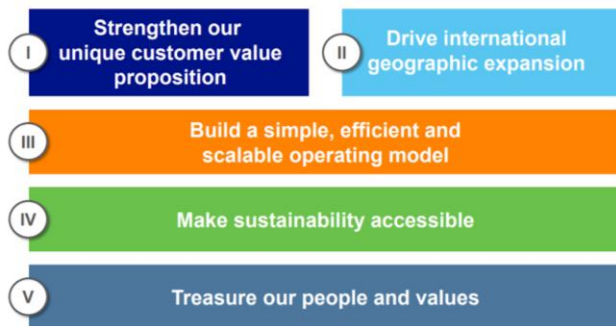 I
Strengthen our
unique customer value
proposition
II
Drive international
geographic expansion
III
Build a simple, efficient and
scalable operating model
IV
Make sustainability accessible
V
Treasure our people and values